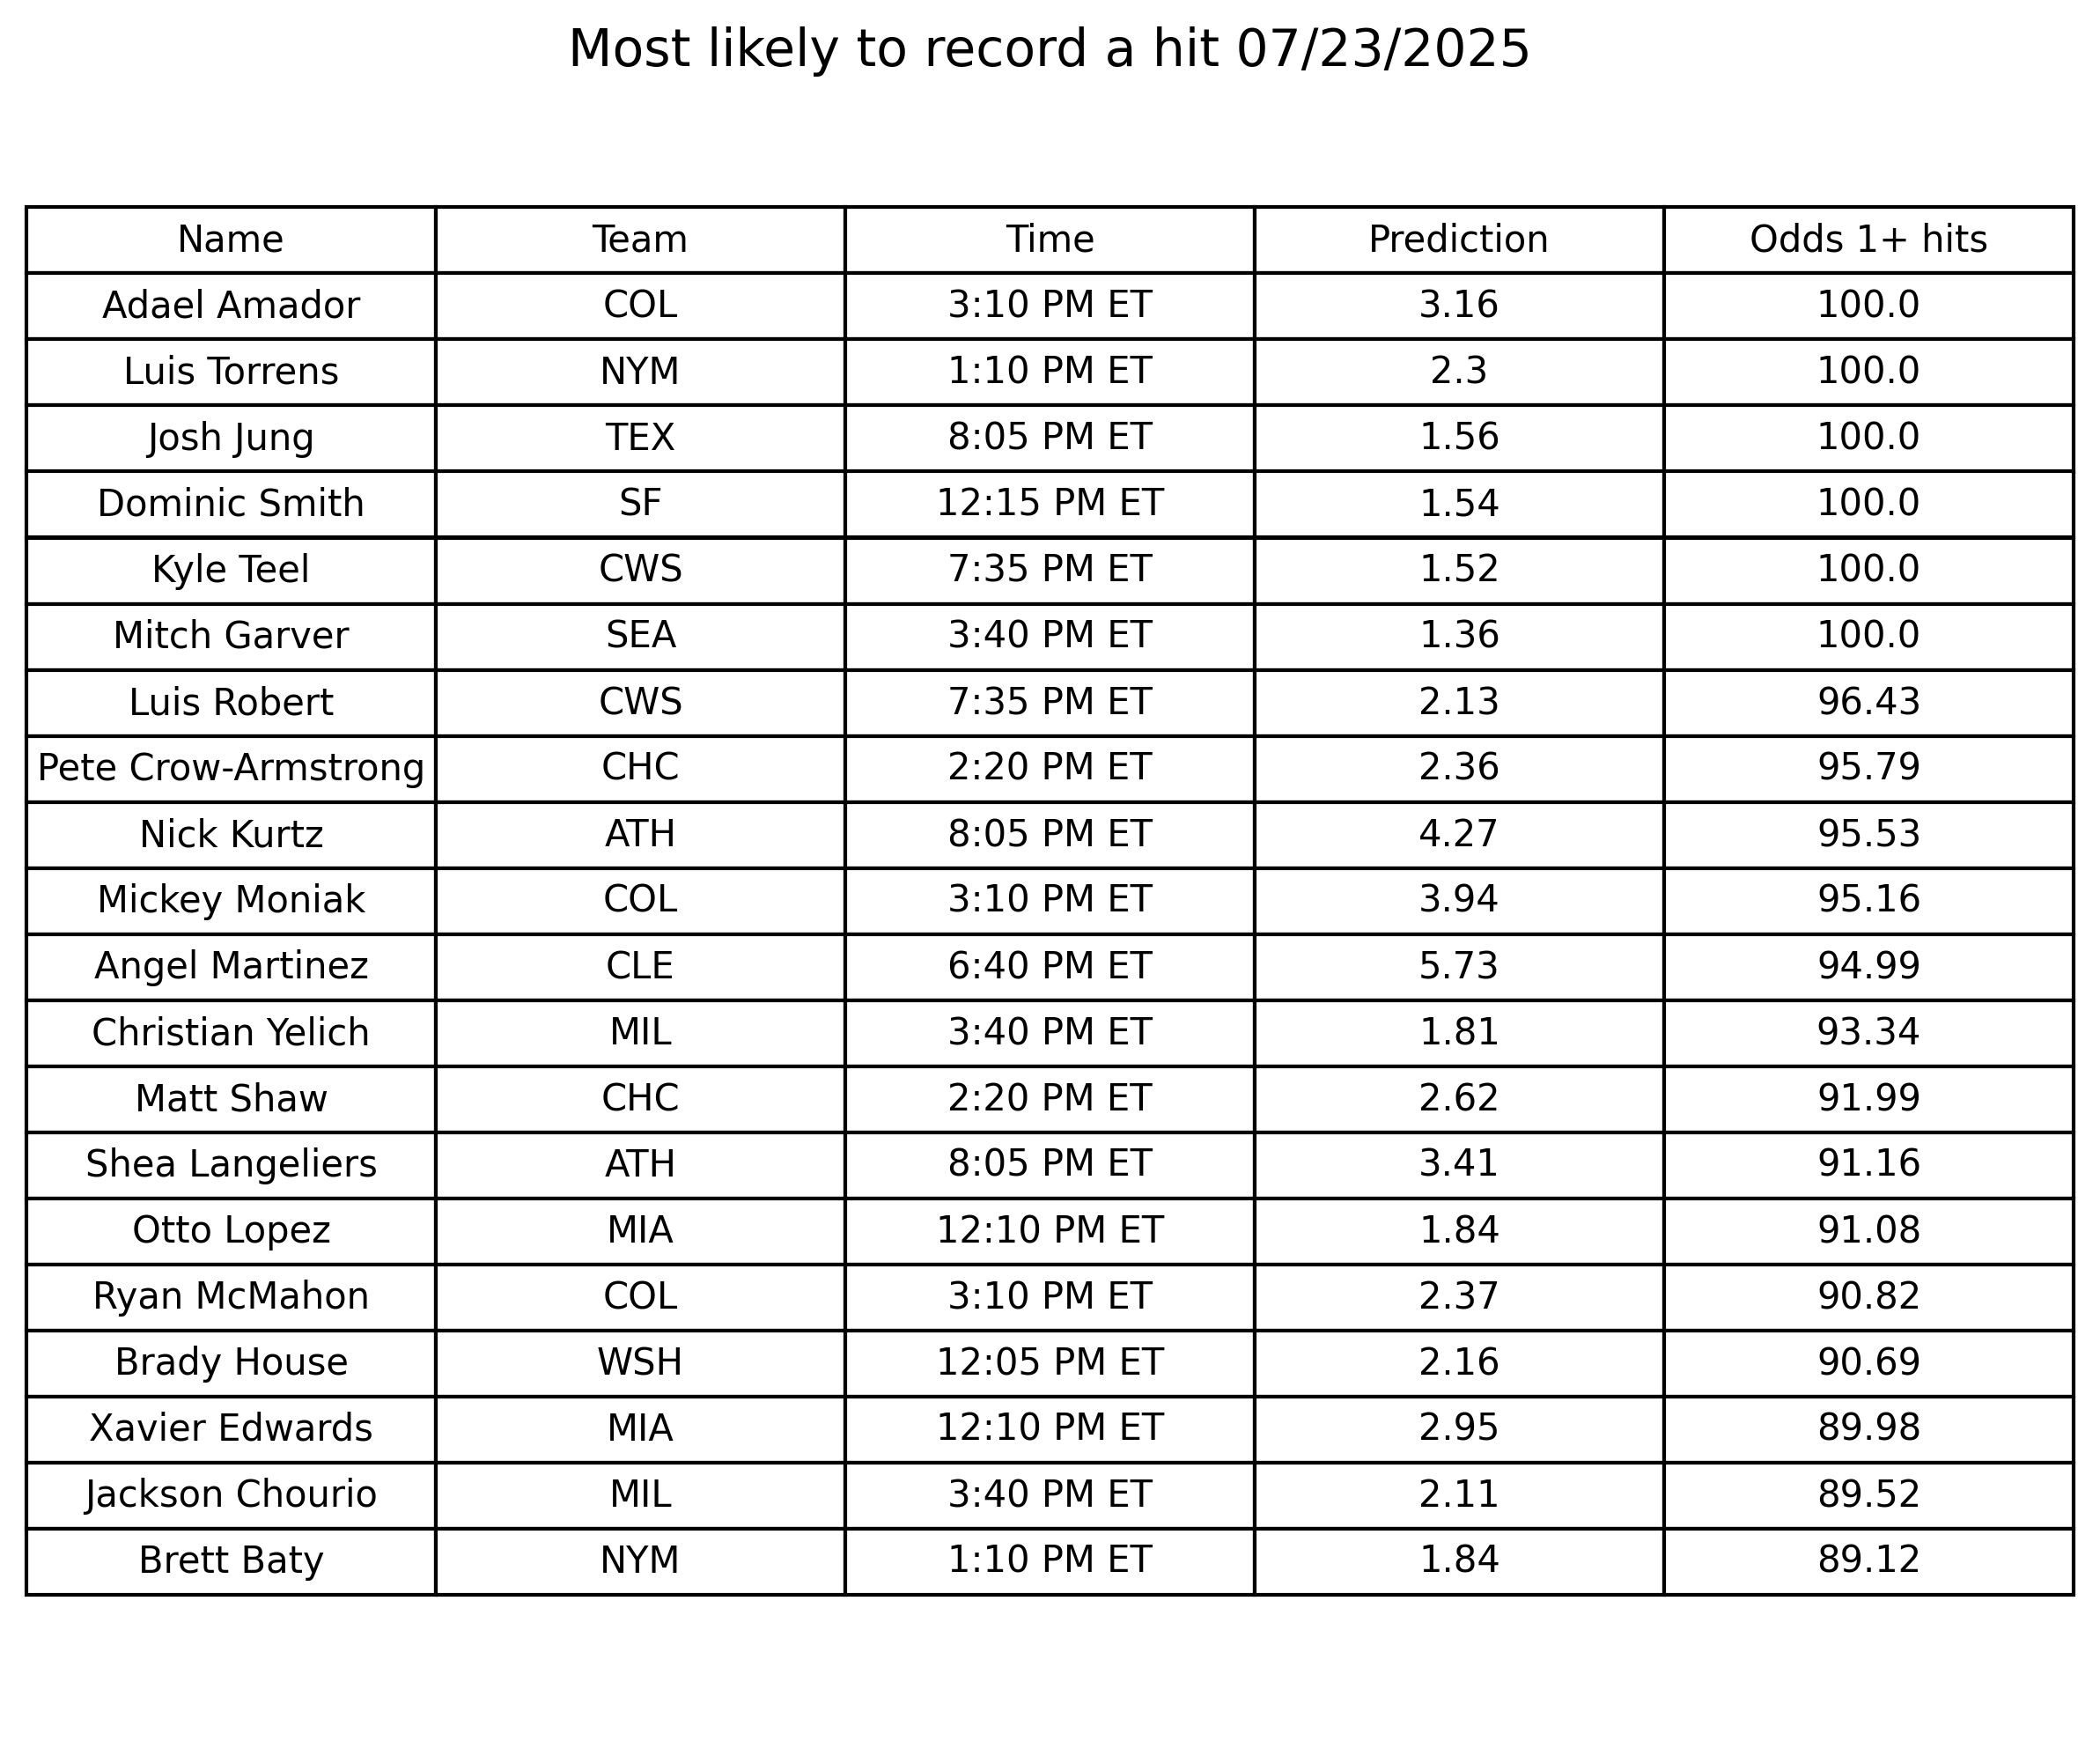 Most likely to record a hit 07/23/2025
Name Team Time Prediction Odds 1+ hits
Adael Amador COL 3:10 PM ET 3.16 100.0
Luis Torrens NYM 1:10 PM ET 2.3 100.0
Josh Jung TEX 8:05 PM ET 1.56 100.0
Dominic Smith SF 12:15 PM ET 1.54 100.0
Kyle Teel CWS 7:35 PM ET 1.52 100.0
Mitch Garver SEA 3:40 PM ET 1.36 100.0
Luis Robert CWS 7:35 PM ET 2.13 96.43
Pete Crow-Armstrong CHC 2:20 PM ET 2.36 95.79
Nick Kurtz ATH 8:05 PM ET 4.27 95.53
Mickey Moniak COL 3:10 PM ET 3.94 95.16
Angel Martinez CLE 6:40 PM ET 5.73 94.99
Christian Yelich MIL 3:40 PM ET 1.81 93.34
Matt Shaw CHC 2:20 PM ET 2.62 91.99
Shea Langeliers ATH 8:05 PM ET 3.41 91.16
Otto Lopez MIA 12:10 PM ET 1.84 91.08
Ryan McMahon COL 3:10 PM ET 2.37 90.82
Brady House WSH 12:05 PM ET 2.16 90.69
Xavier Edwards MIA 12:10 PM ET 2.95 89.98
Jackson Chourio MIL 3:40 PM ET 2.11 89.52
Brett Baty NYM 1:10 PM ET 1.84 89.12